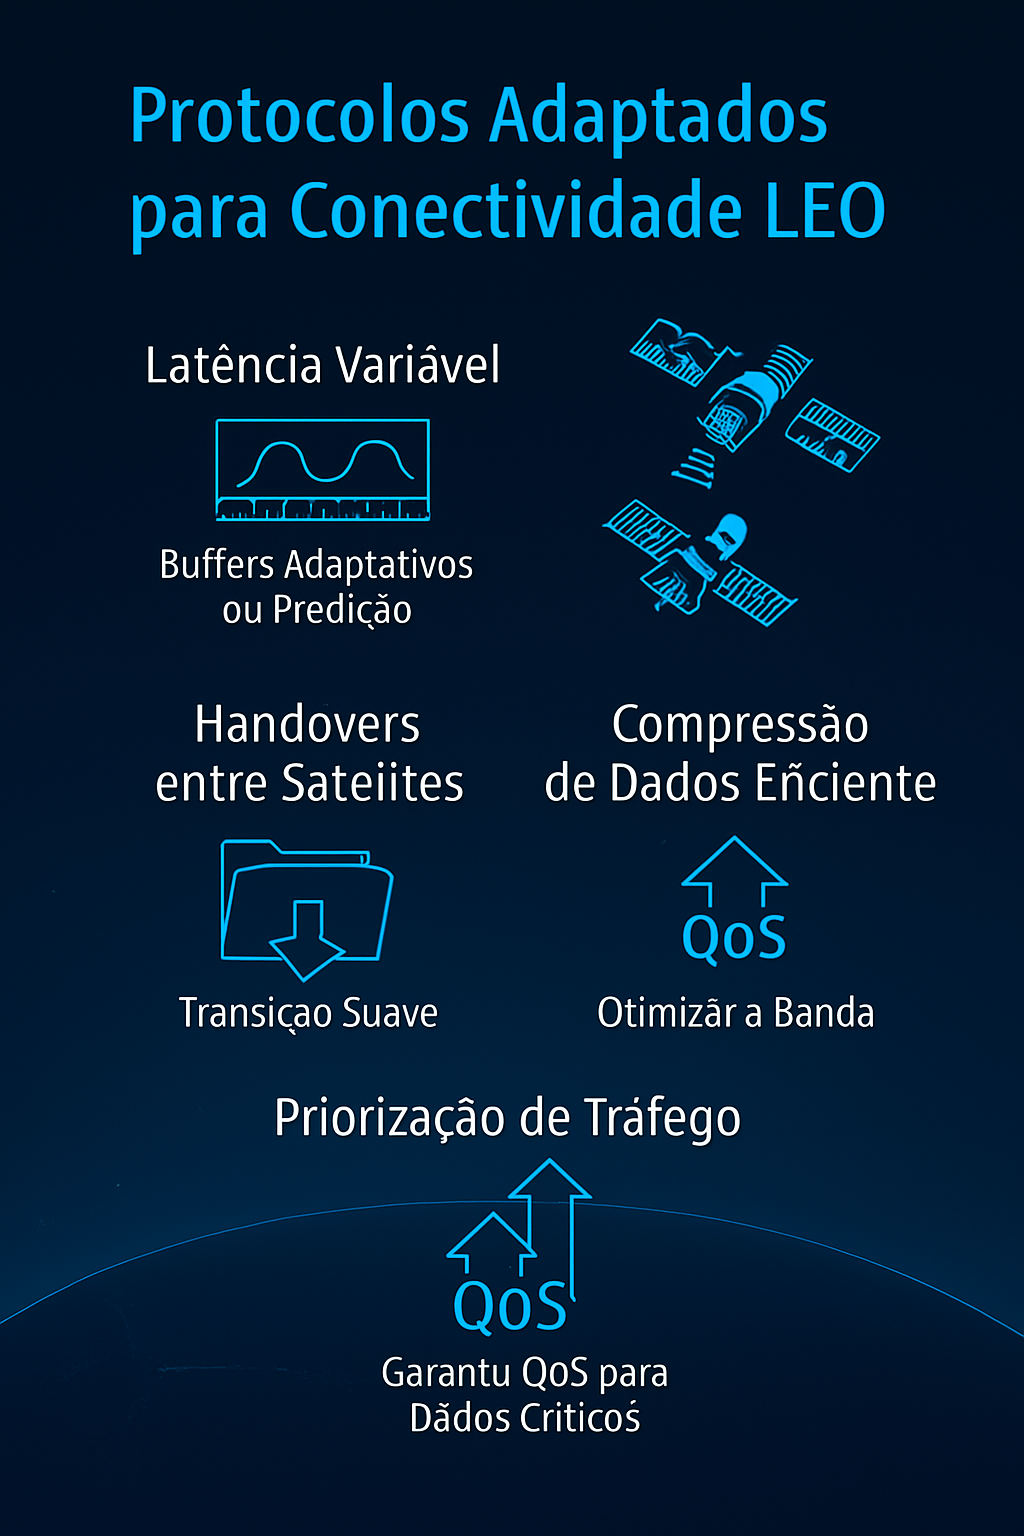 Protocolos Adaptados
para Conectividade LEO
Latência Variâvel
Buffers Adaptativos
ou Predição
Handovers
entre Sateiites
Transiçao Suave
Compressão
de Dados Eñciente
QoS
Otimizãr a Banda
Priorizaçâo de Tráfego
QoS
Garantu QoS para
Dãdos Criticoś